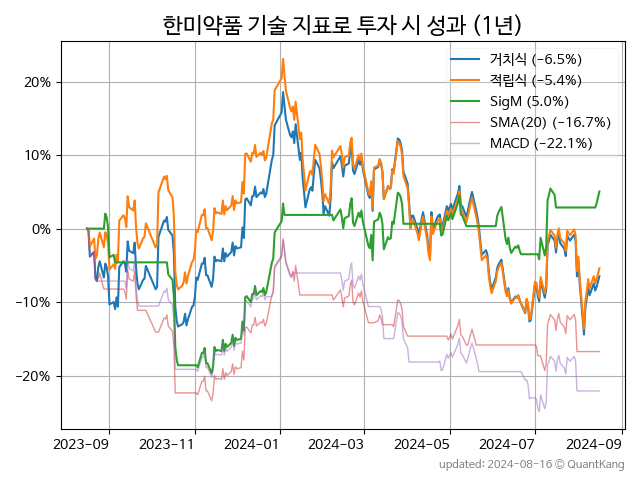 한미약품 기술 지표로 투자 시 성과 (1년)
거치식 (−6.5%)
적립식 (−5.4%)
SigM (5.0%)
SMA(20) (−16.7%)
MACD (−22.1%)
20%
10%
0%
−10%
−20%
2023-09 2023-11 2024-01 2024-03 2024-05 2024-07 2024-09
updated: 2024-08-16 © QuantKang